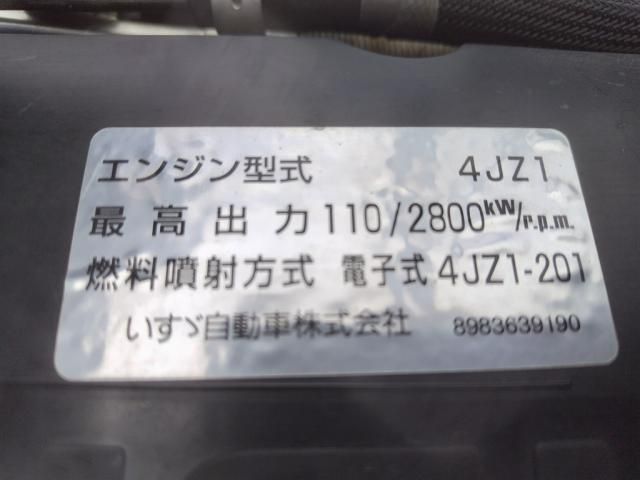 エンジン型式 4JZ1
最高出力 110/2800kW/r.p.m.
燃料噴射方式 電子式 4JZ1-201
いすゞ自動車株式会社 8983639190